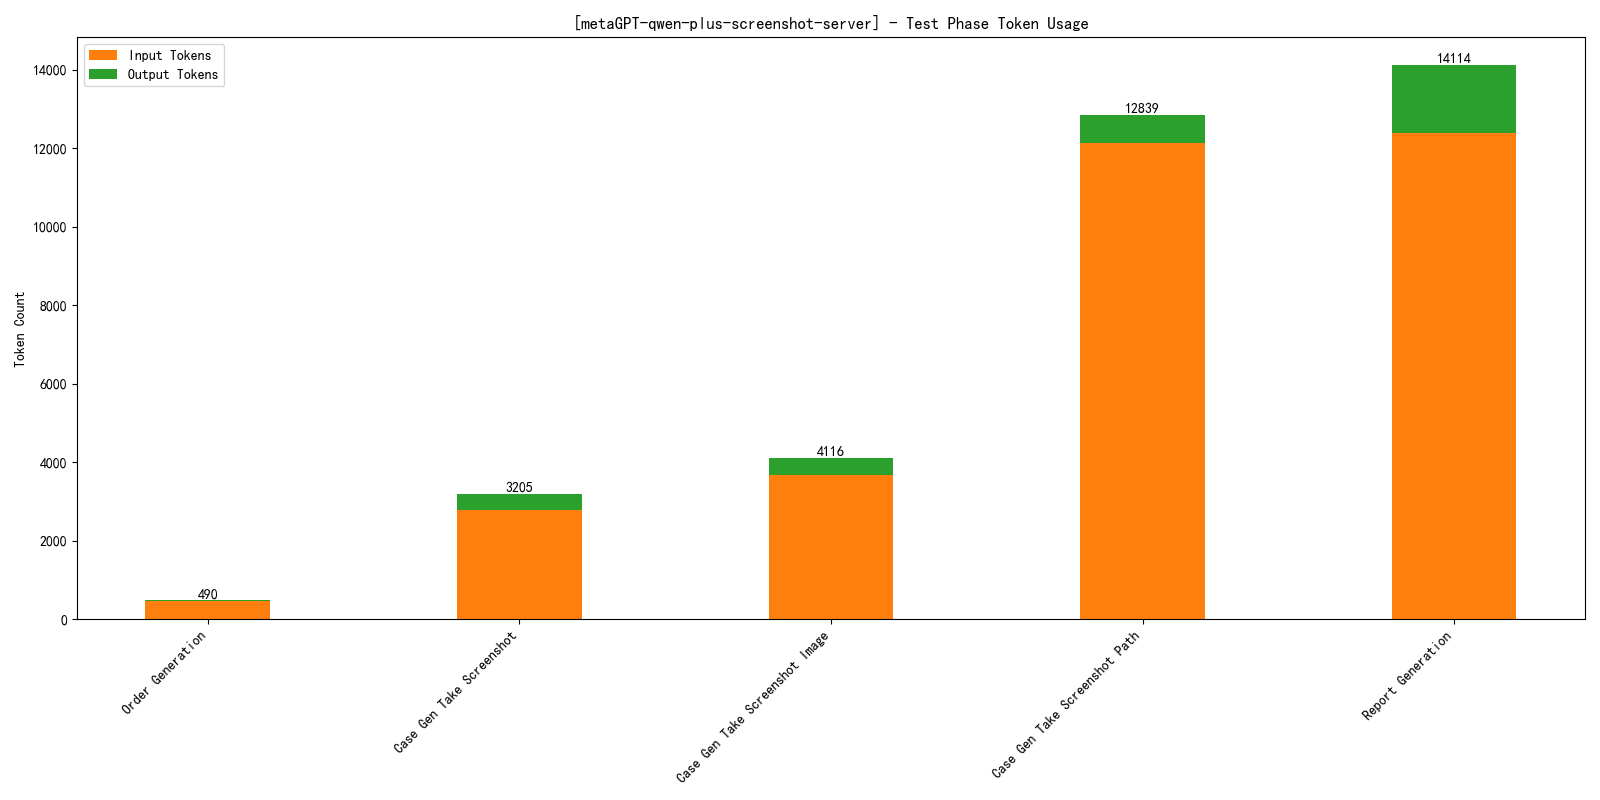 [metaGPT-qwen-plus-screenshot-server] - Test Phase Token Usage
Input Tokens
Output Tokens
Token Count
14000
12000
10000
8000
6000
4000
2000
0
490
3205
4116
12839
14114
Order Generation
Case Gen Take Screenshot
Case Gen Take Screenshot Image
Case Gen Take Screenshot Path
Report Generation